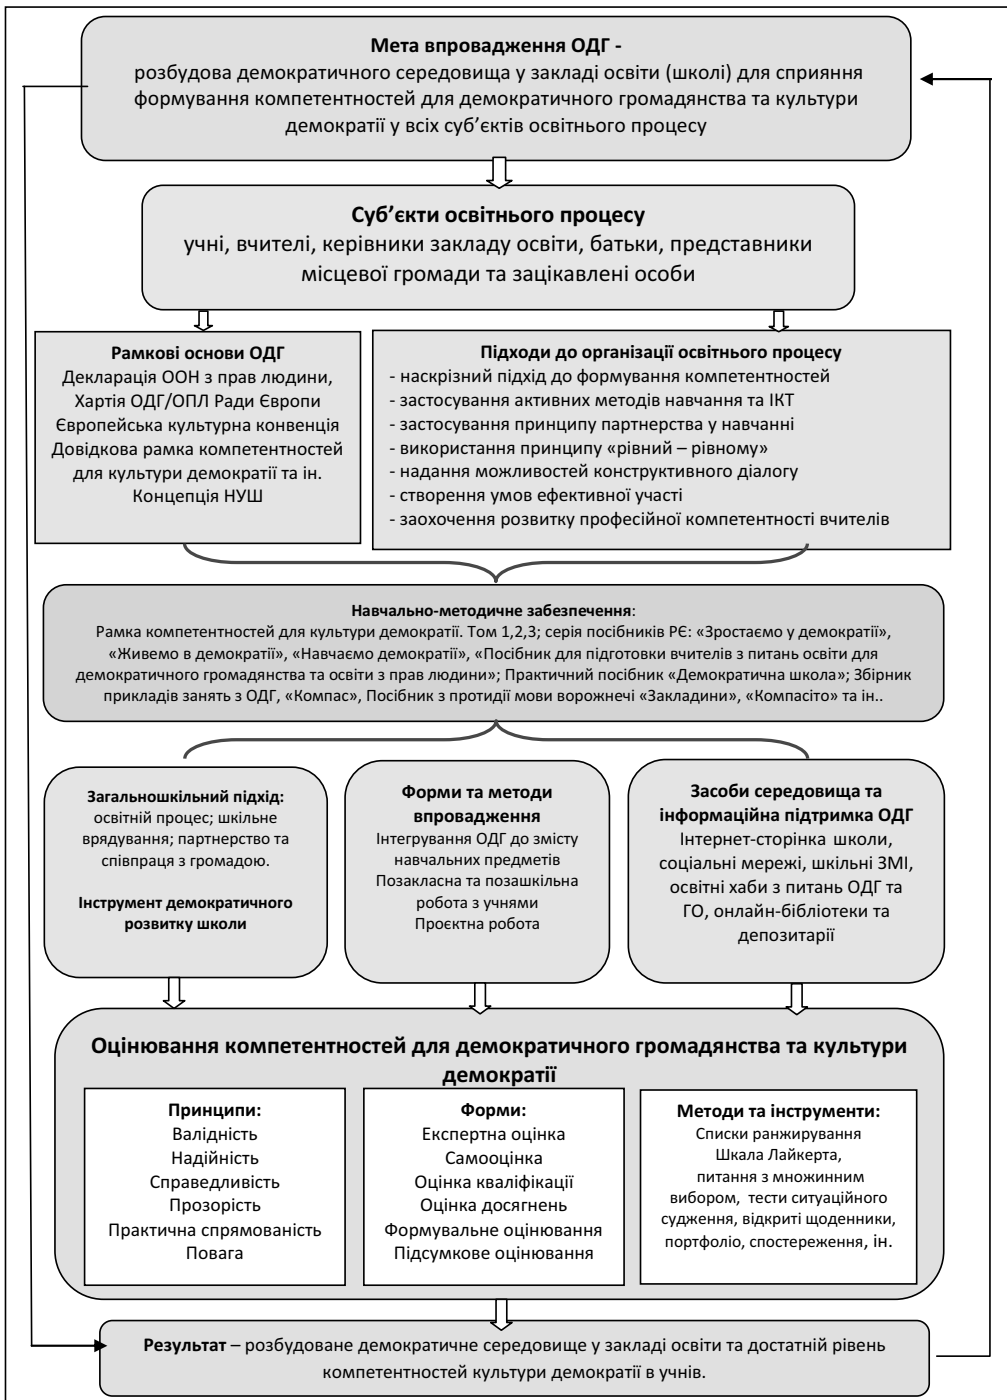 Мета впровадження ОДГ -
розбудова демократичного середовища у закладі освіти (школі) для сприяння
формування компетентностей для демократичного громадянства та культури
демократії у всіх суб’єктів освітнього процесу
Суб’єкти освітнього процесу
учні, вчителі, керівники закладу освіти, батьки, представники
місцевої громади та зацікавлені особи
Рамкові основи ОДГ
Декларація ООН з прав людини,
Хартія ОДГ/ОПЛ Ради Європи
Європейська культурна конвенція
Довідкова рамка компетентностей
для культури демократії та ін.
Концепція НУШ
Підходи до організації освітнього процесу
- наскрізний підхід до формування компетентностей
- застосування активних методів навчання та ІКТ
- застосування принципу партнерства у навчанні
- використання принципу «рівний – рівному»
- надання можливостей конструктивного діалогу
- створення умов ефективної участі
- заохочення розвитку професійної компетентності вчителів
Навчально-методичне забезпечення:
Рамка компетентностей для культури демократії. Том 1,2,3; серія посібників РЄ: «Зростаємо у демократії»,
«Живемо в демократії», «Навчаємо демократії», «Посібник для підготовки вчителів з питань освіти для
демократичного громадянства та освіти з прав людини»; Практичний посібник «Демократична школа»; Збірник
прикладів занять з ОДГ, «Компас», Посібник з протидії мови ворожнечі «Закладини», «Компасіто» та ін..
Загальношкільний підхід:
освітній процес; шкільне
врядування; партнерство та
співпраця з громадою.
Інструмент демократичного
розвитку школи
Форми та методи
впровадження
Інтегрування ОДГ до змісту
навчальних предметів
Позакласна та позашкільна
робота з учнями
Проєктна робота
Засоби середовища та
інформаційна підтримка ОДГ
Інтернет-сторінка школи,
соціальні мережі, шкільні ЗМІ,
освітні хаби з питань ОДГ та
ГО, онлайн-бібліотеки та
депозитарії
Оцінювання компетентностей для демократичного громадянства та культури
демократії
Принципи:
Валідність
Надійність
Справедливість
Прозорість
Практична спрямованість
Повага
Форми:
Експертна оцінка
Самооцінка
Оцінка кваліфікації
Оцінка досягнень
Формувальне оцінювання
Підсумкове оцінювання
Методи та інструменти:
Списки ранжирування
Шкала Лайкерта,
питання з множинним
вибором, тести ситуаційного
судження, відкриті щоденники,
портфоліо, спостереження, ін.
Результат – розбудоване демократичне середовище у закладі освіти та достатній рівень
компетентностей культури демократії в учнів.